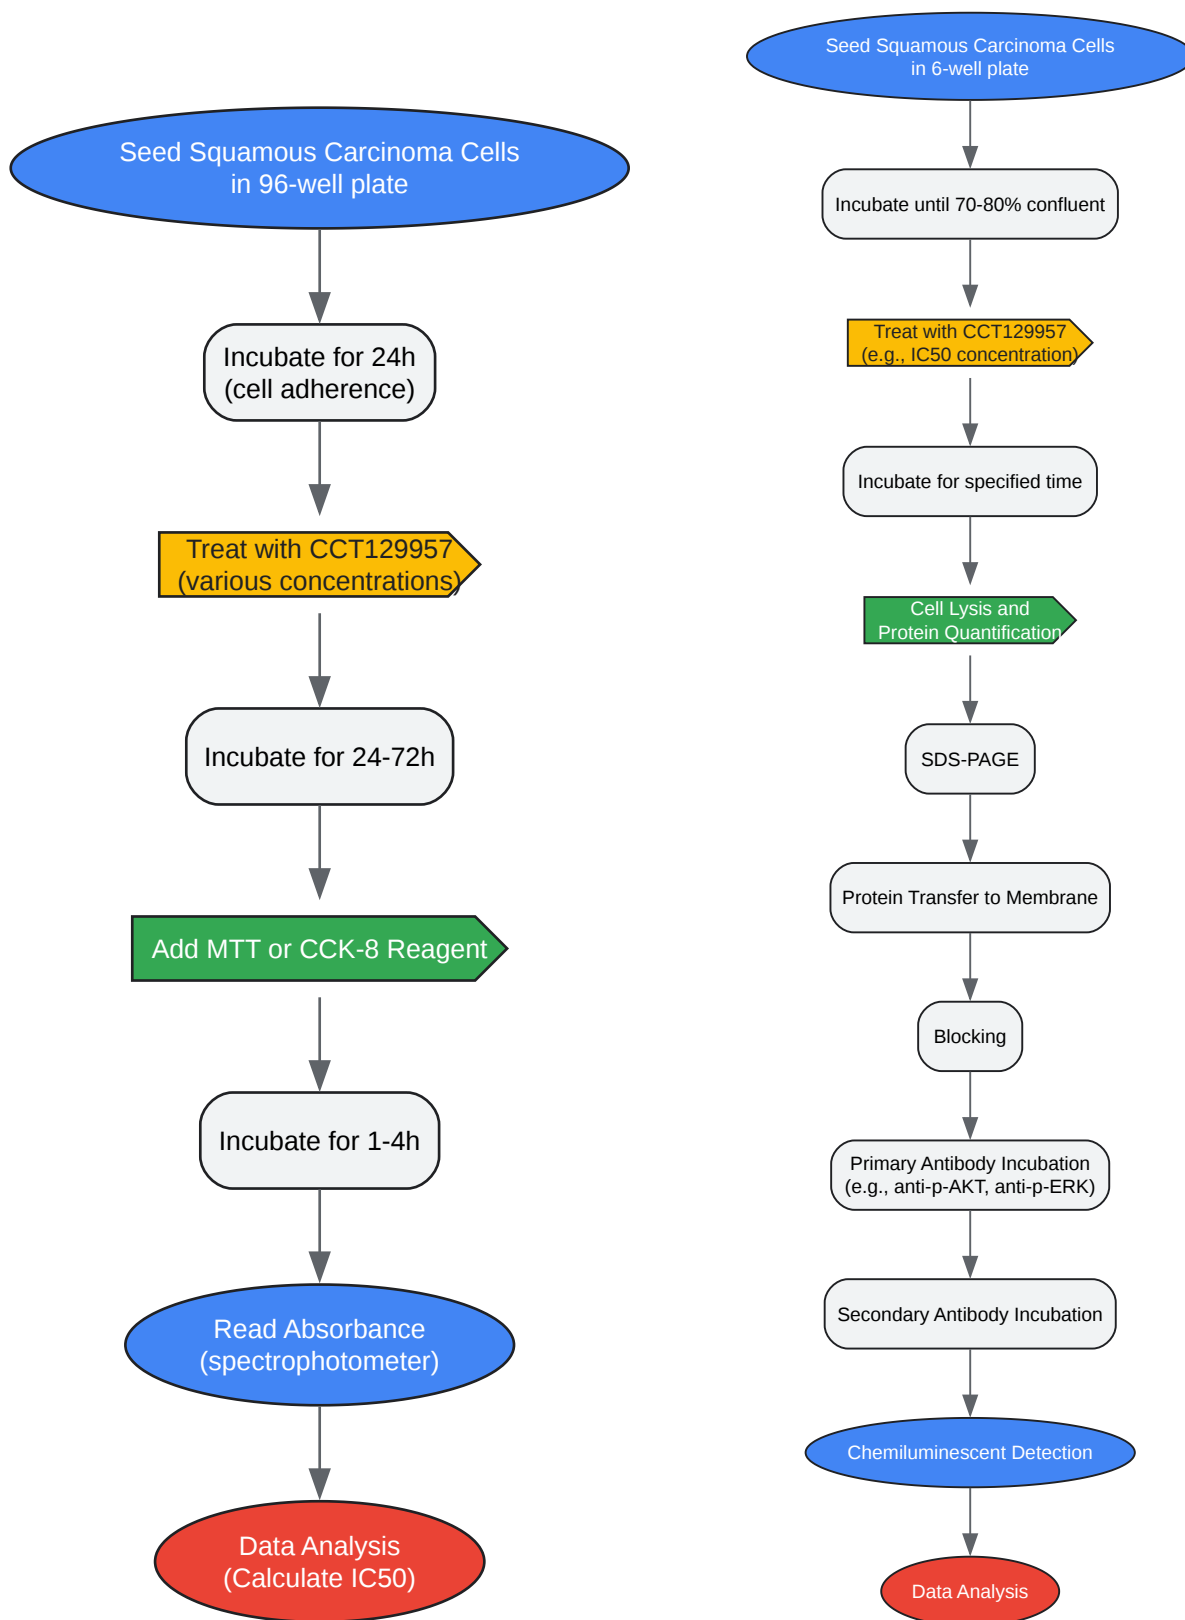 Seed Squamous Carcinoma Cells
in 96-well plate
Incubate for 24h
(cell adherence)
Treat with CCT129957
(various concentrations)
Incubate for 24-72h
Add MTT or CCK-8 Reagent
Incubate for 1-4h
Read Absorbance
(spectrophotometer)
Data Analysis
(Calculate IC50)
Seed Squamous Carcinoma Cells
in 6-well plate
Incubate until 70-80% confluent
Treat with CCT129957
(e.g., IC50 concentration)
Incubate for specified time
Cell Lysis and
Protein Quantification
SDS-PAGE
Protein Transfer to Membrane
Blocking
Primary Antibody Incubation
(e.g., anti-p-AKT, anti-p-ERK)
Secondary Antibody Incubation
Chemiluminescent Detection
Data Analysis